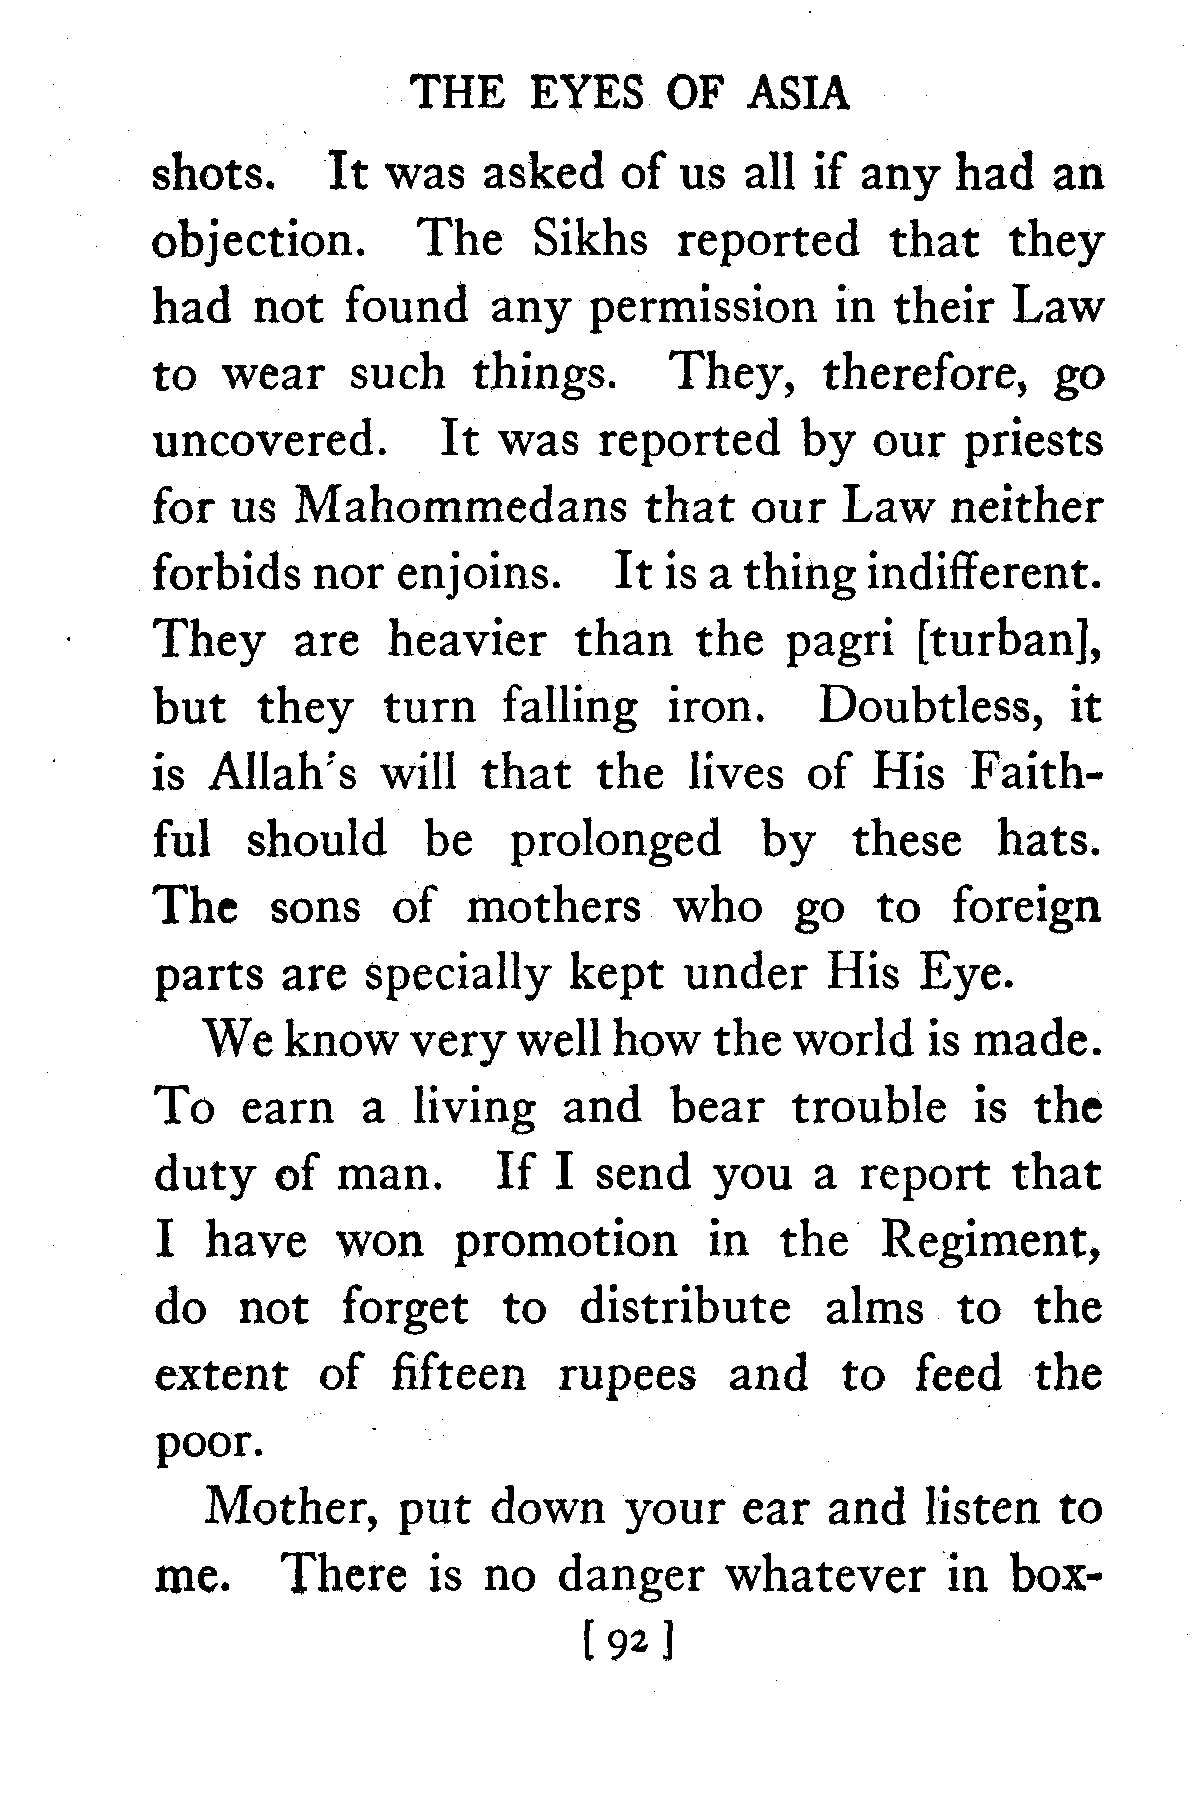 THE EYES OF ASIA
shots. It was asked of us all if any had an
objection. The Sikhs reported that they
had not found any permission in their Law
to wear such things. They, therefore, go
uncovered. It was reported by our priests
for us Mahommedans that our Law neither
forbids nor enjoins. It is a thing indifferent.
They are heavier than the pagri [turban],
but they turn falling iron. Doubtless, it
is Allah's will that the lives of His Faith-
ful should be prolonged by these hats.
The sons of mothers who go to foreign
parts are specially kept under His Eye.
We know very well how the world is made.
To earn a living and bear trouble is the
duty of man. If I send you a report that
I have won promotion in the Regiment,
do not forget to distribute alms to the
extent of fifteen rupees and to feed the
poor.
Mother, put down your ear and listen to
me. There is no danger whatever in box-
[ 92 ]